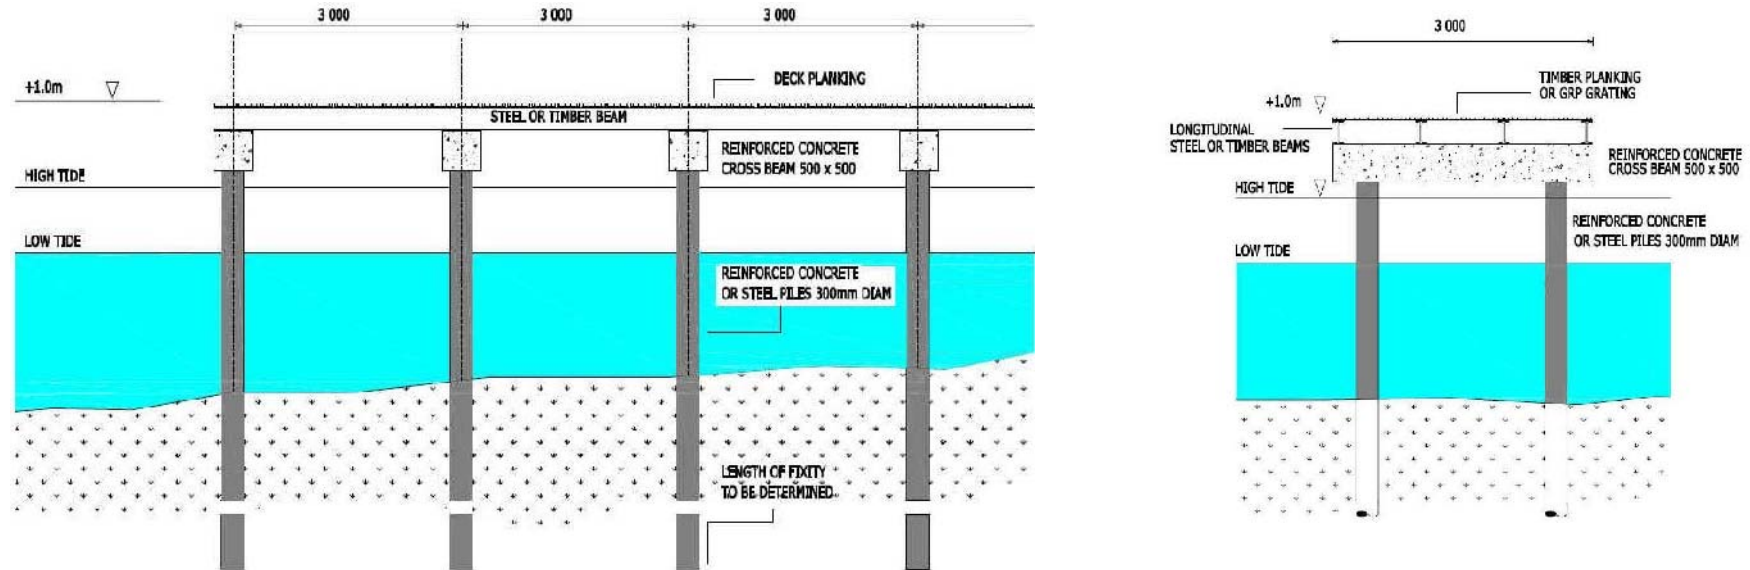 3 000
3 000
3 000
+1.0m
DECK PLANKING
STEEL OR TIMBER BEAM
REINFORCED CONCRETE
CROSS BEAM 500 x 500
HIGH TIDE
LOW TIDE
REINFORCED CONCRETE
OR STEEL PILES 300mm DIAM
LENGTH OF FIXITY
TO BE DETERMINED
3 000
TIMBER PLANKING
OR GRP GRATING
+1.0m
LONGITUDINAL
STEEL OR TIMBER BEAMS
REINFORCED CONCRETE
CROSS BEAM 500 x 500
HIGH TIDE
REINFORCED CONCRETE
OR STEEL PILES 300mm DIAM
LOW TIDE